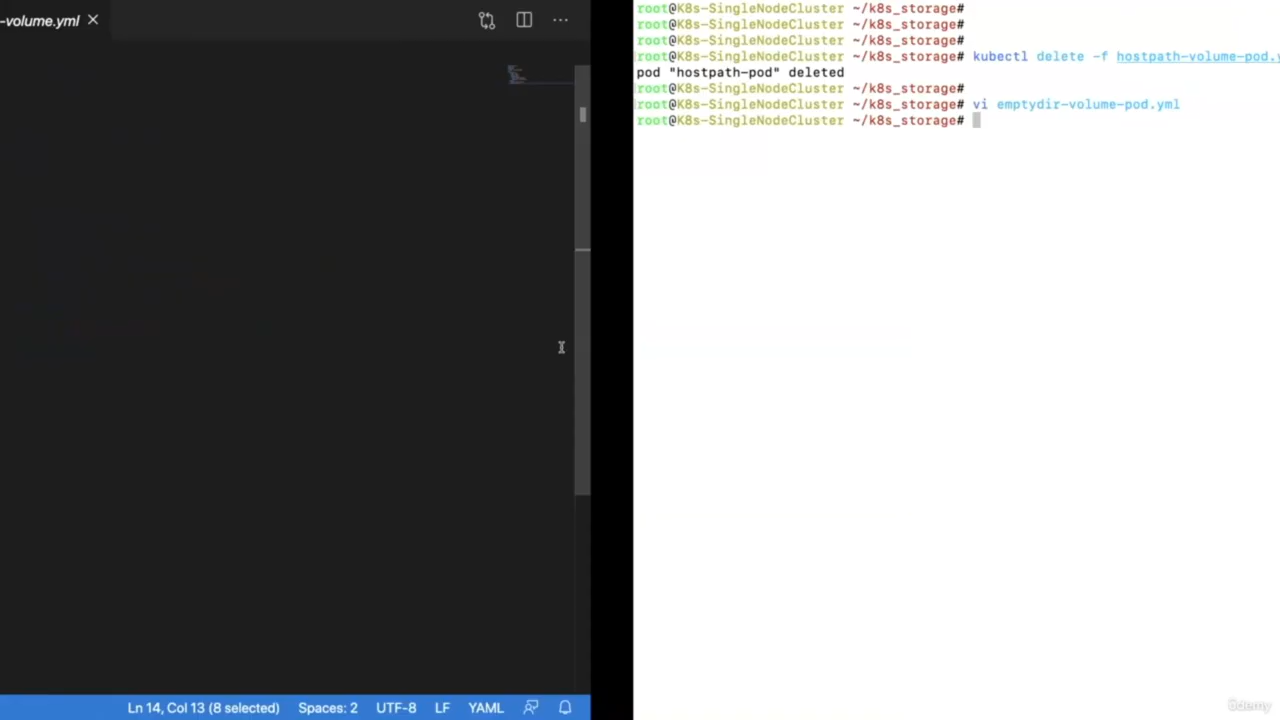 -volume.yml
root@K8s-SingleNodeCluster ~/k8s_storage#
root@K8s-SingleNodeCluster ~/k8s_storage#
root@K8s-SingleNodeCluster ~/k8s_storage#
root@K8s-SingleNodeCluster ~/k8s_storage# kubectl delete -f hostpath-volume-pod.y
pod "hostpath-pod" deleted
root@K8s-SingleNodeCluster ~/k8s_storage#
root@K8s-SingleNodeCluster ~/k8s_storage# vi emptydir-volume-pod.yml
root@K8s-SingleNodeCluster ~/k8s_storage#
Ln 14, Col 13 (8 selected) Spaces: 2 UTF-8 LF YAML
ûdemy